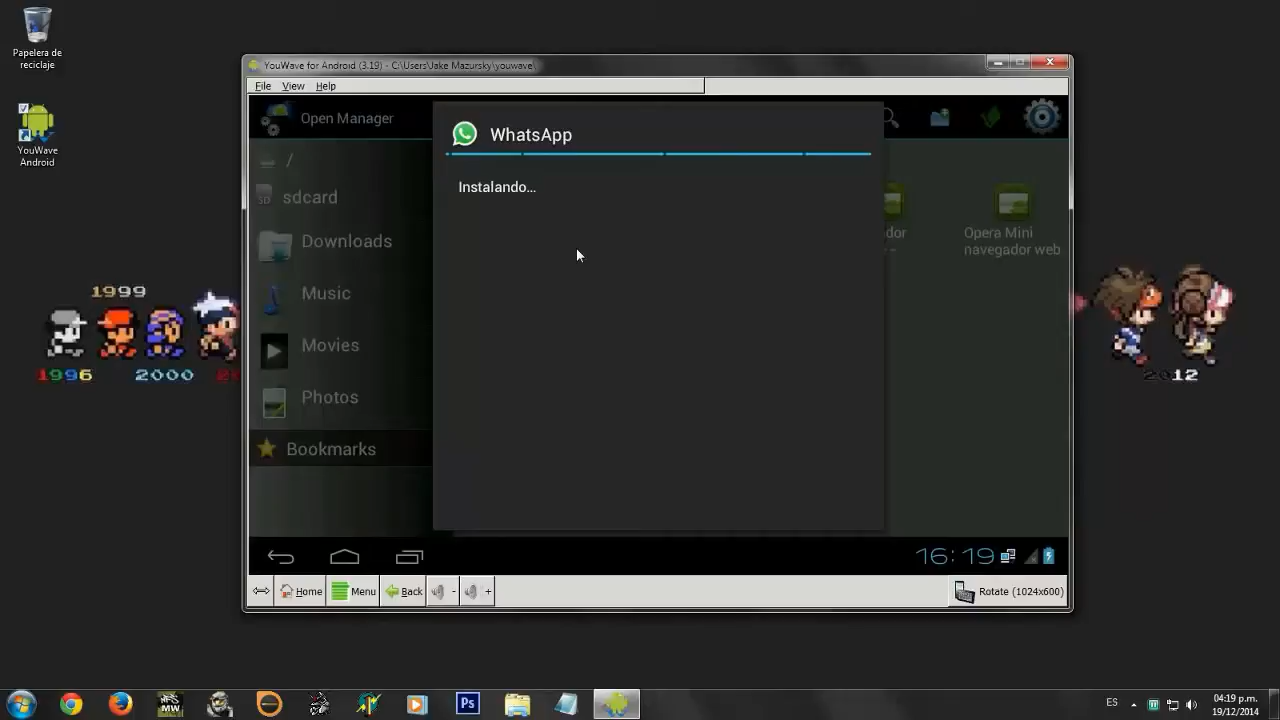 Papelera de
reciclaje
YouWave
Android
YouWave for Android (3.19) - C:\Users\Jake Mazursky\youwave\
File View Help
Open Manager
WhatsApp
Instalando...
/
sdcard
Downloads
Music
Movies
Photos
Bookmarks
Opera Mini
navegador web
1999
1996
2000
2012
16:19
Home Menu Back - +
Rotate (1024x600)
Ps
ES
04:19 p.m.
19/12/2014